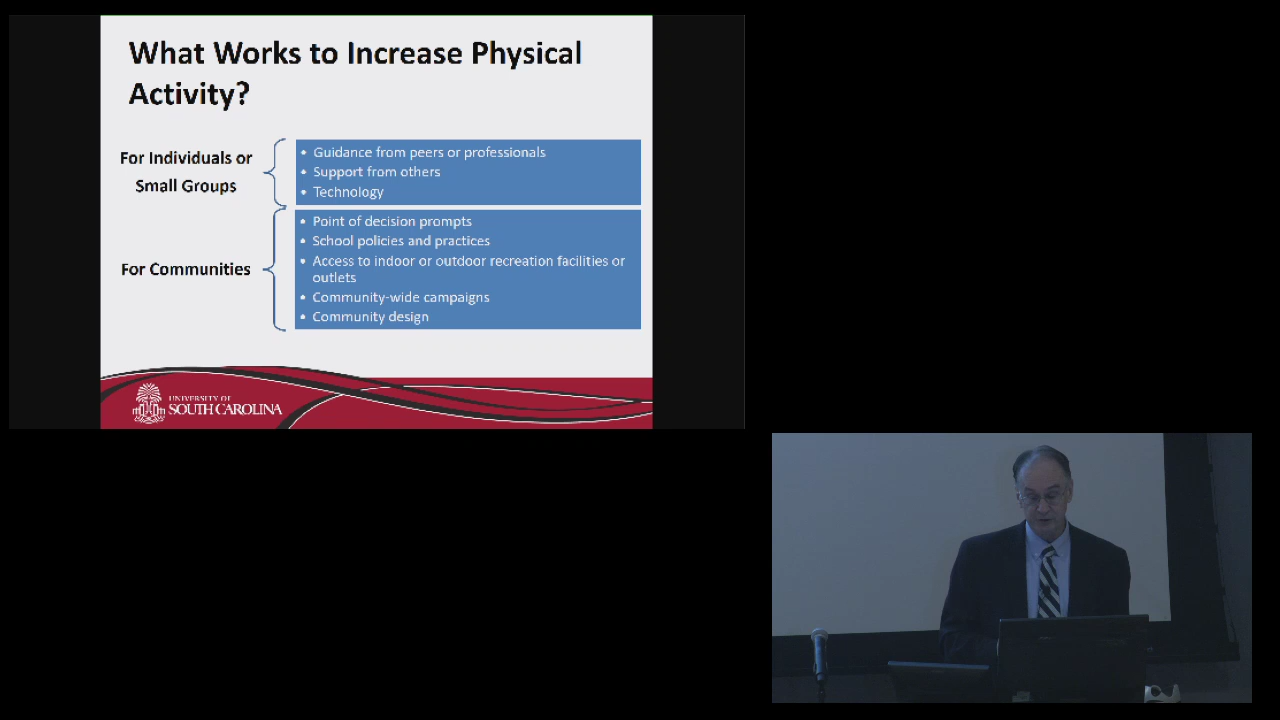 What Works to Increase Physical
Activity?
For Individuals or
Small Groups
• Guidance from peers or professionals
• Support from others
• Technology
For Communities
• Point of decision prompts
• School policies and practices
• Access to indoor or outdoor recreation facilities or
outlets
• Community-wide campaigns
• Community design
UNIVERSITY OF
SOUTH CAROLINA